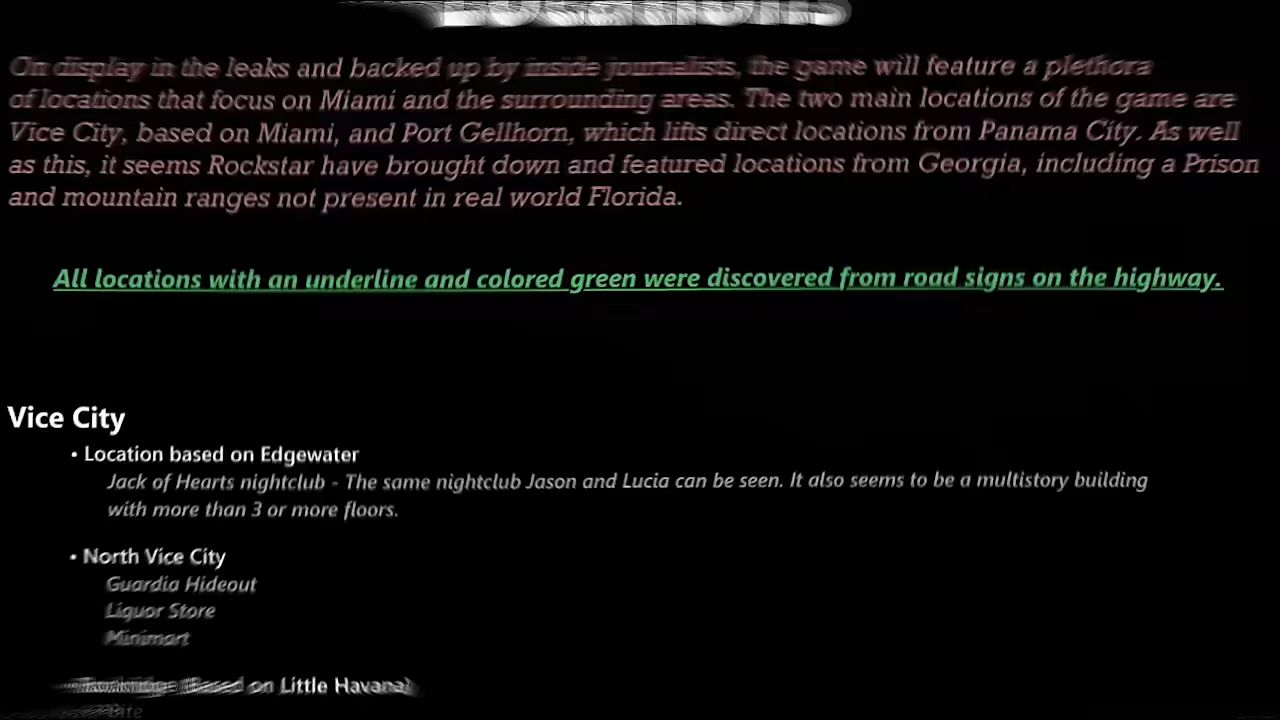 Locations
On display in the leaks and backed up by inside journalists, the game will feature a plethora
of locations that focus on Miami and the surrounding areas. The two main locations of the game are
Vice City, based on Miami, and Port Gellhorn, which lifts direct locations from Panama City. As well
as this, it seems Rockstar have brought down and featured locations from Georgia, including a Prison
and mountain ranges not present in real world Florida.
All locations with an underline and colored green were discovered from road signs on the highway.
Vice City
• Location based on Edgewater
Jack of Hearts nightclub - The same nightclub Jason and Lucia can be seen. It also seems to be a multistory building
with more than 3 or more floors.
• North Vice City
Guardia Hideout
Liquor Store
Minimart
(Based on Little Havana)